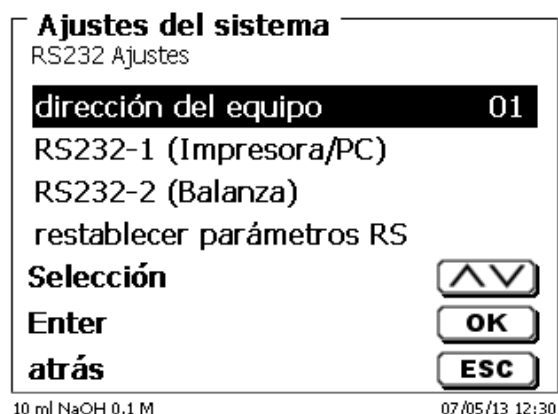 Ajustes del sistema
RS232 Ajustes
dirección del equipo 01
RS232-1 (Impresora/PC)
RS232-2 (Balanza)
restablecer parámetros RS
Selección
Enter OK
atrás ESC
10 ml NaOH 0.1 M 07/05/13 12:30